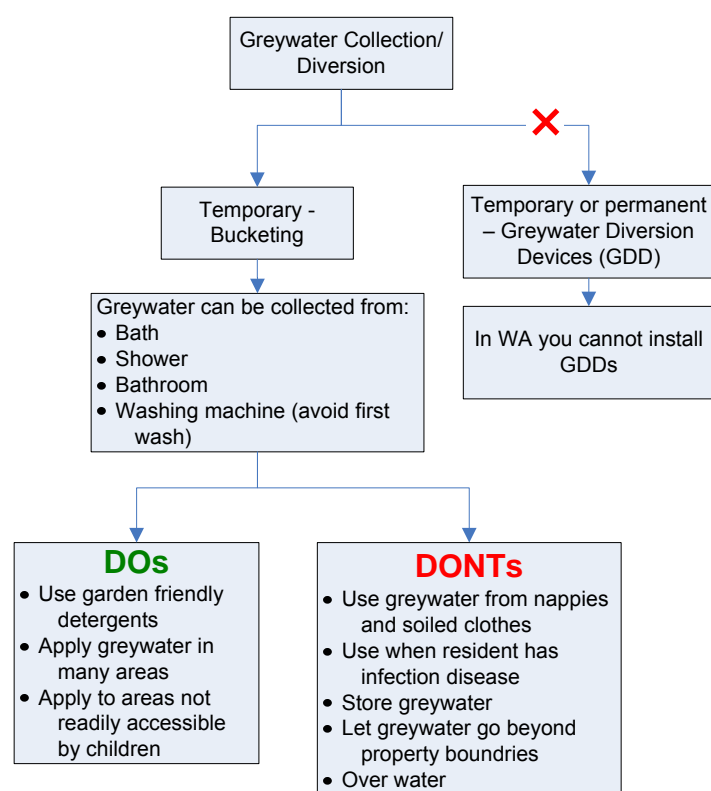 Greywater Collection/
Diversion
Temporary -
Bucketing
Temporary or permanent
– Greywater Diversion
Devices (GDD)
Greywater can be collected from:
• Bath
• Shower
• Bathroom
• Washing machine (avoid first
wash)
In WA you cannot install
GDDs
DOs
• Use garden friendly
detergents
• Apply greywater in
many areas
• Apply to areas not
readily accessible
by children
DONTs
• Use greywater from nappies
and soiled clothes
• Use when resident has
infection disease
• Store greywater
• Let greywater go beyond
property boundries
• Over water